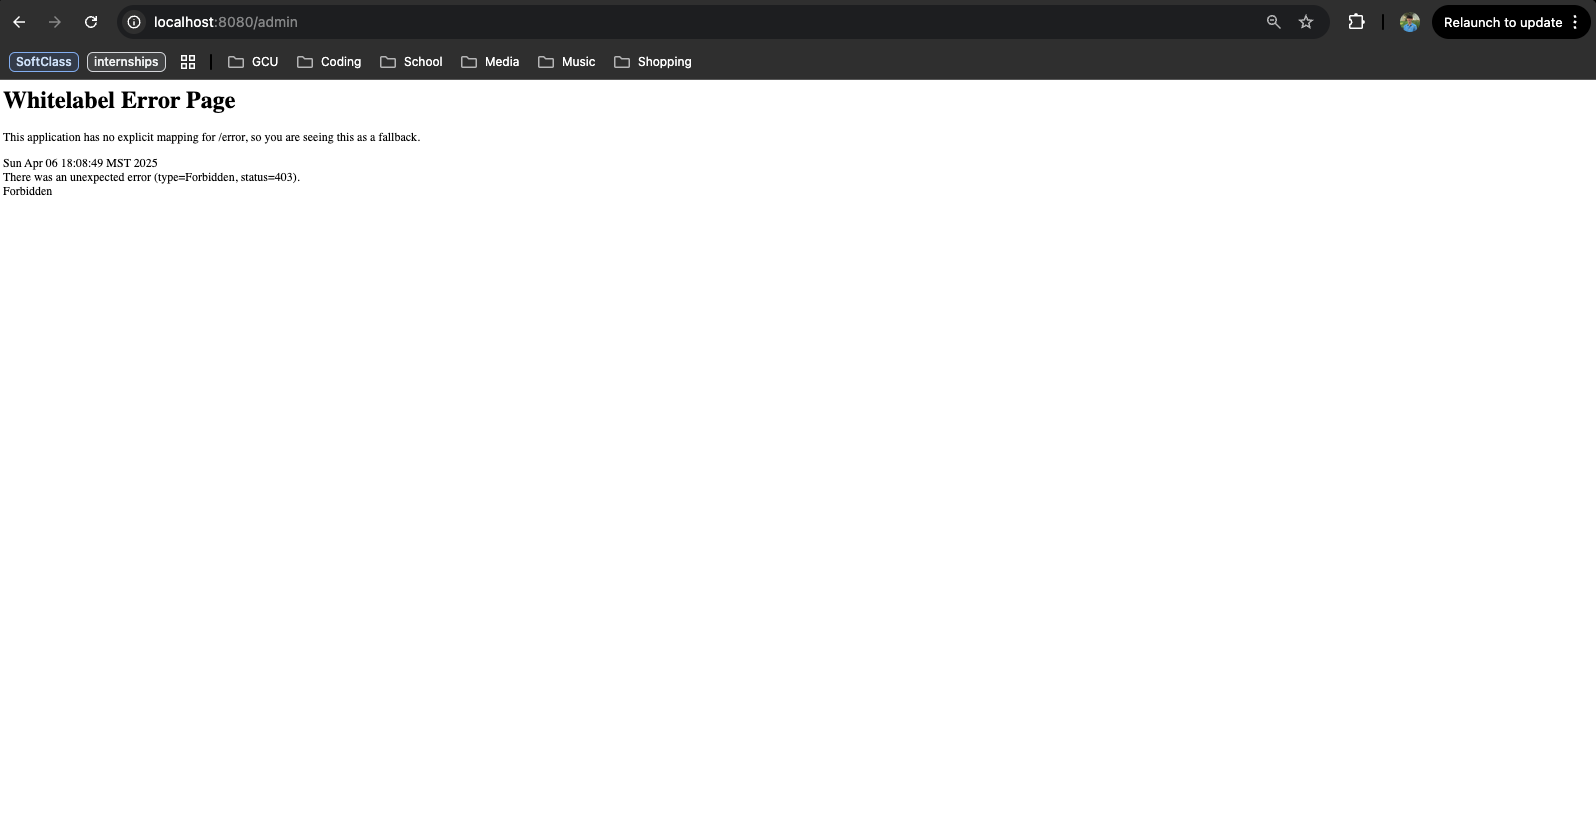 localhost:8080/admin
Relaunch to update
SoftClass internships GCU Coding School Media Music Shopping
Whitelabel Error Page
This application has no explicit mapping for /error, so you are seeing this as a fallback.
Sun Apr 06 18:08:49 MST 2025
There was an unexpected error (type=Forbidden, status=403).
Forbidden